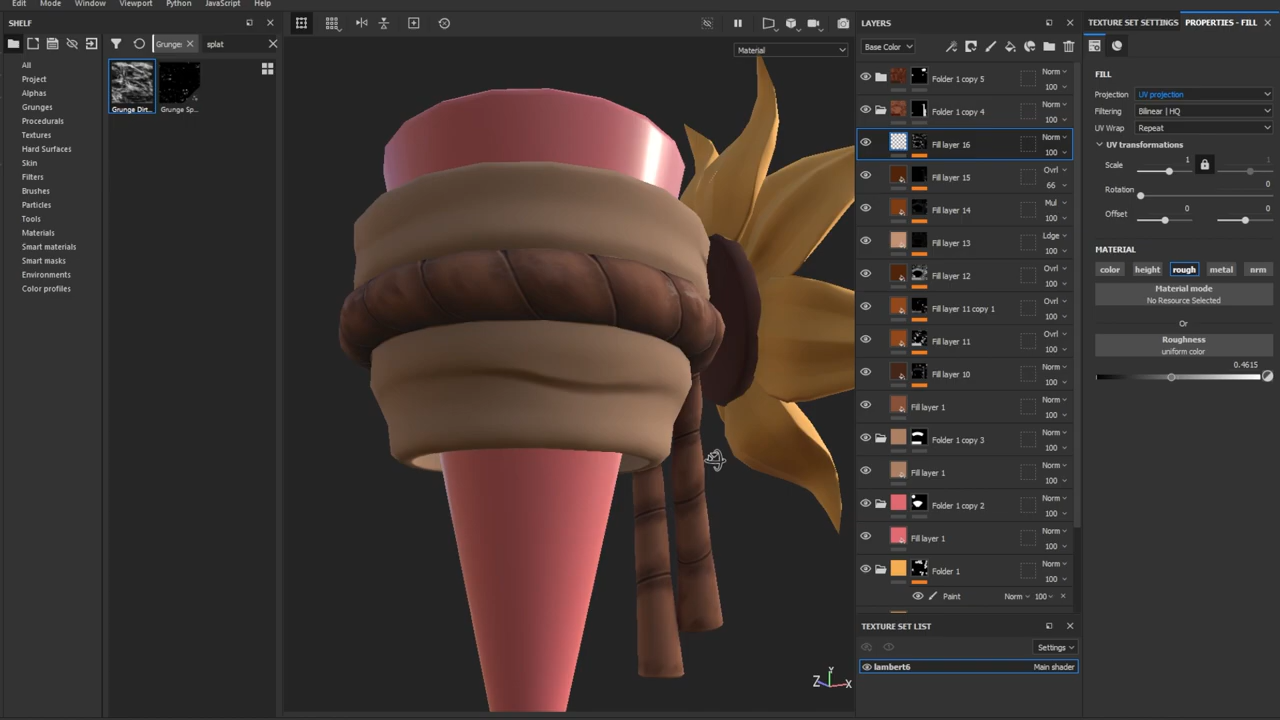 Edit Mode Window Viewport Python JavaScript Help
SHELF
Grunge splat
All
Project
Alphas
Grunges
Procedurals
Textures
Hard Surfaces
Skin
Filters
Brushes
Particles
Tools
Materials
Smart materials
Smart masks
Environments
Color profiles
Grunge Dirt... Grunge Sp...
Material
Y
Z X
LAYERS
Base Color
Folder 1 copy 5 Norm 100
Folder 1 copy 4 Norm 100
Fill layer 16 Norm 100
Fill layer 15 Ovrl 66
Fill layer 14 Mul 100
Fill layer 13 Ldge 100
Fill layer 12 Ovrl 100
Fill layer 11 copy 1 Ovrl 100
Fill layer 11 Ovrl 100
Fill layer 10 Norm 100
Fill layer 1 Norm 100
Folder 1 copy 3 Norm 100
Fill layer 1 Norm 100
Folder 1 copy 2 Norm 100
Fill layer 1 Norm 100
Folder 1 Norm 100
Paint Norm 100
TEXTURE SET LIST
Settings
lambert6 Main shader
TEXTURE SET SETTINGS PROPERTIES - FILL
FILL
Projection UV projection
Filtering Bilinear | HQ
UV Wrap Repeat
UV transformations
Scale 1 1
Rotation 0
Offset 0 0
MATERIAL
color height rough metal nrm
Material mode
No Resource Selected
Or
Roughness
uniform color
0.4615